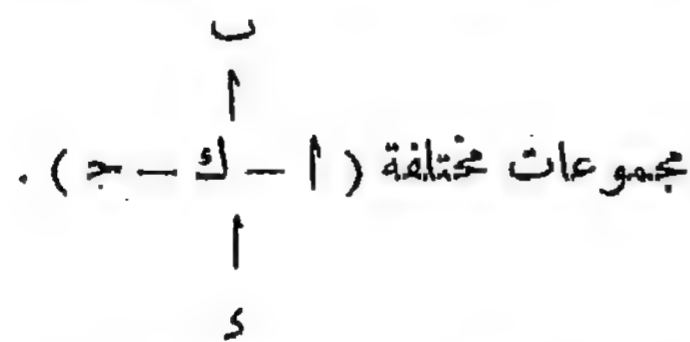 ب
مجموعات مختلفة ( أ — ك — ج ) .
د